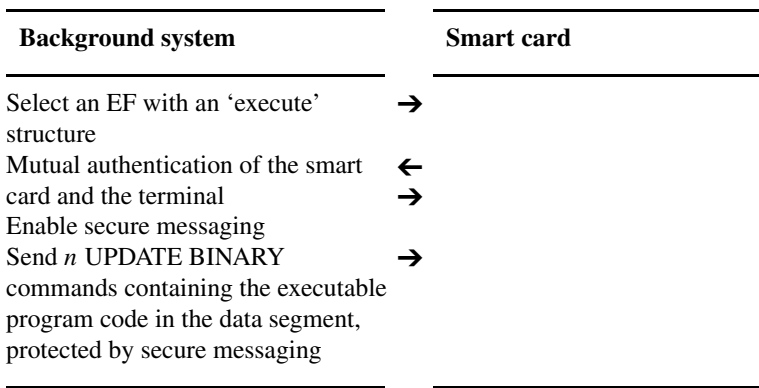 Background system Smart card
Select an EF with an ‘execute’ ➔
structure
Mutual authentication of the smart ←
card and the terminal ➔
Enable secure messaging
Send n UPDATE BINARY ➔
commands containing the executable
program code in the data segment,
protected by secure messaging